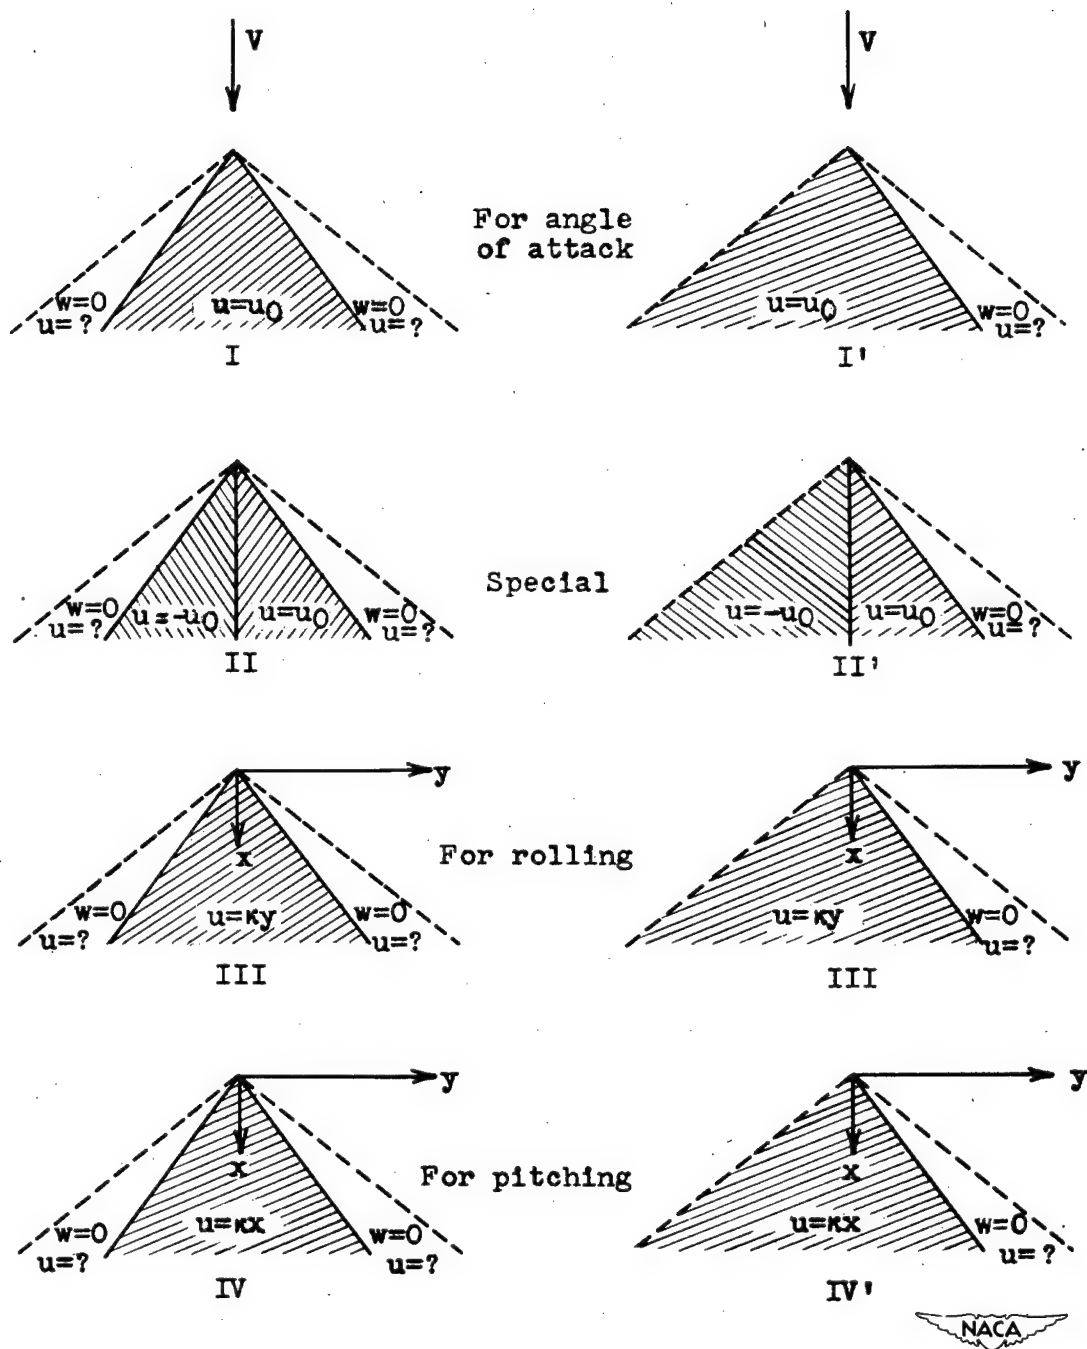 V V
For angle
of attack
w=0 u=u₀ w=0 u=u₀ w=0
u=? u=? u=?
I I'
Special
w=0 u=-u₀ u=u₀ w=0 u=-u₀ u=u₀ w=0
u=? u=? u=?
II II'
y y
x For rolling x
w=0 u=κy w=0 u=κy w=0
u=? u=? u=?
III III
y y
x For pitching x
w=0 u=κx w=0 u=κx w=0
u=? u=? u=?
IV IV'
NACA